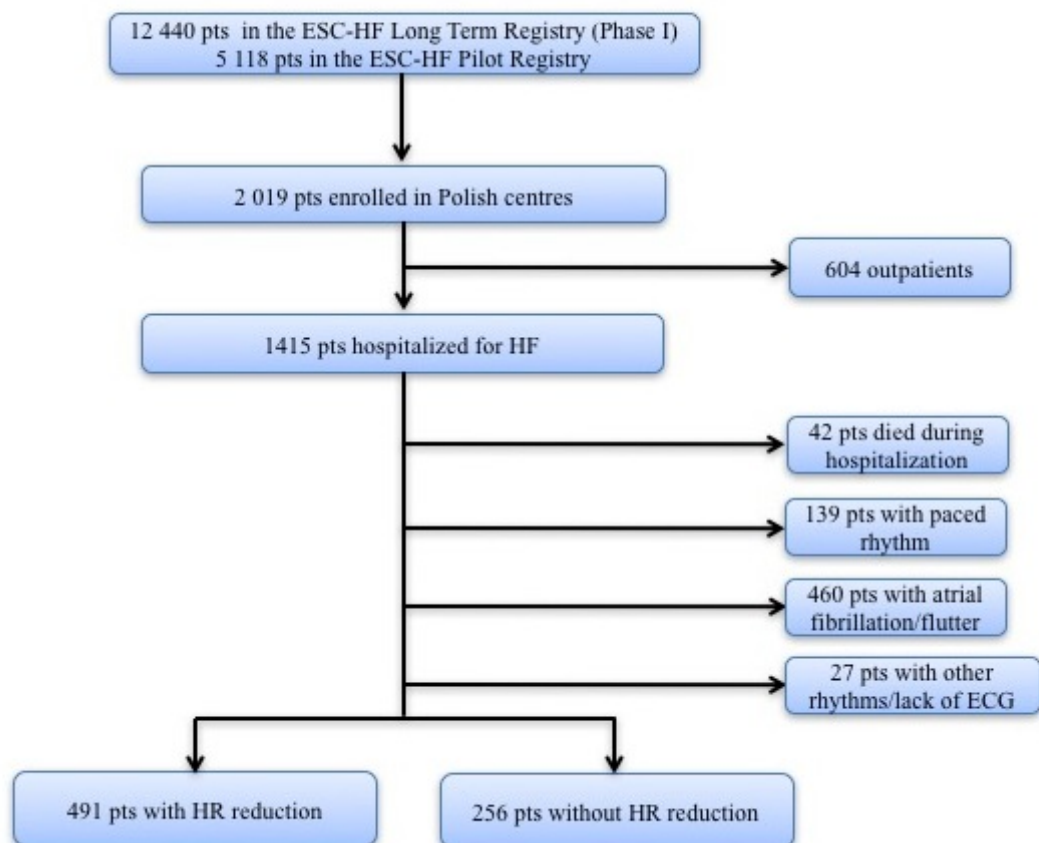 12 440 pts in the ESC-HF Long Term Registry (Phase I)
5 118 pts in the ESC-HF Pilot Registry
2 019 pts enrolled in Polish centres
604 outpatients
1415 pts hospitalized for HF
42 pts died during
hospitalization
139 pts with paced
rhythm
460 pts with atrial
fibrillation/flutter
27 pts with other
rhythms/lack of ECG
491 pts with HR reduction
256 pts without HR reduction